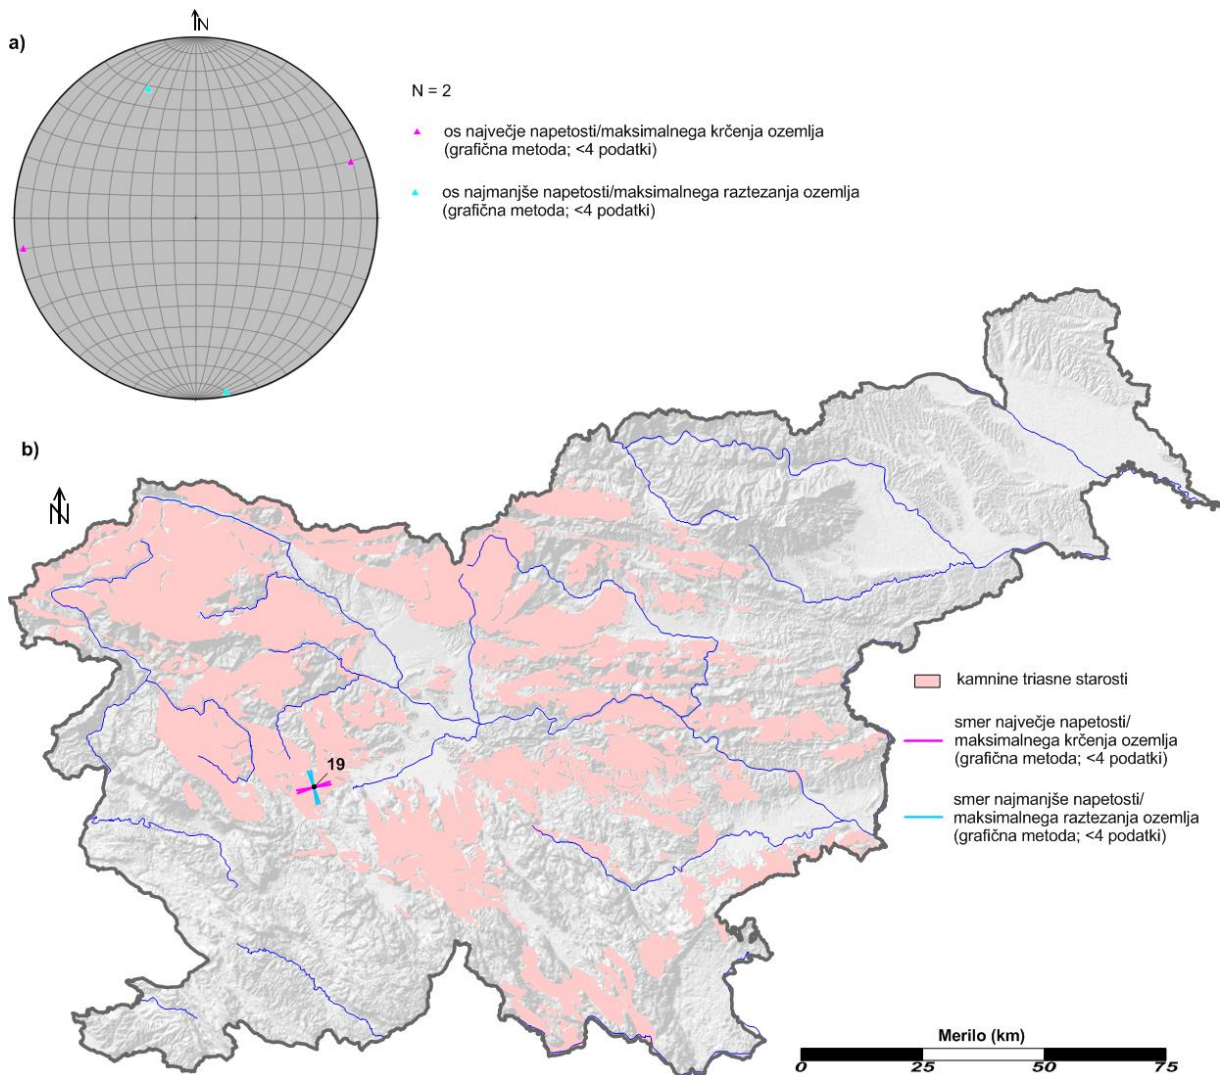 N
a)
N = 2
os največje napetosti/maksimalnega krčenja ozemlja
(grafična metoda; <4 podatki)
os najmanjše napetosti/maksimalnega raztezanja ozemlja
(grafična metoda; <4 podatki)
b)
N
19
kamnine triasne starosti
smer največje napetosti/
maksimalnega krčenja ozemlja
(grafična metoda; <4 podatki)
smer najmanjše napetosti/
maksimalnega raztezanja ozemlja
(grafična metoda; <4 podatki)
Merilo (km)
0 25 50 75